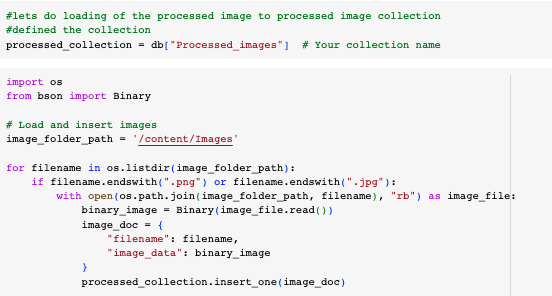 #lets do loading of the processed image to processed image collection
#defined the collection
processed_collection = db["Processed_images"]  # Your collection name
import os
from bson import Binary
# Load and insert images
image_folder_path = '/content/Images'
for filename in os.listdir(image_folder_path):
    if filename.endswith(".png") or filename.endswith(".jpg"):
        with open(os.path.join(image_folder_path, filename), "rb") as image_file:
            binary_image = Binary(image_file.read())
            image_doc = {
                "filename": filename,
                "image_data": binary_image
            }
            processed_collection.insert_one(image_doc)